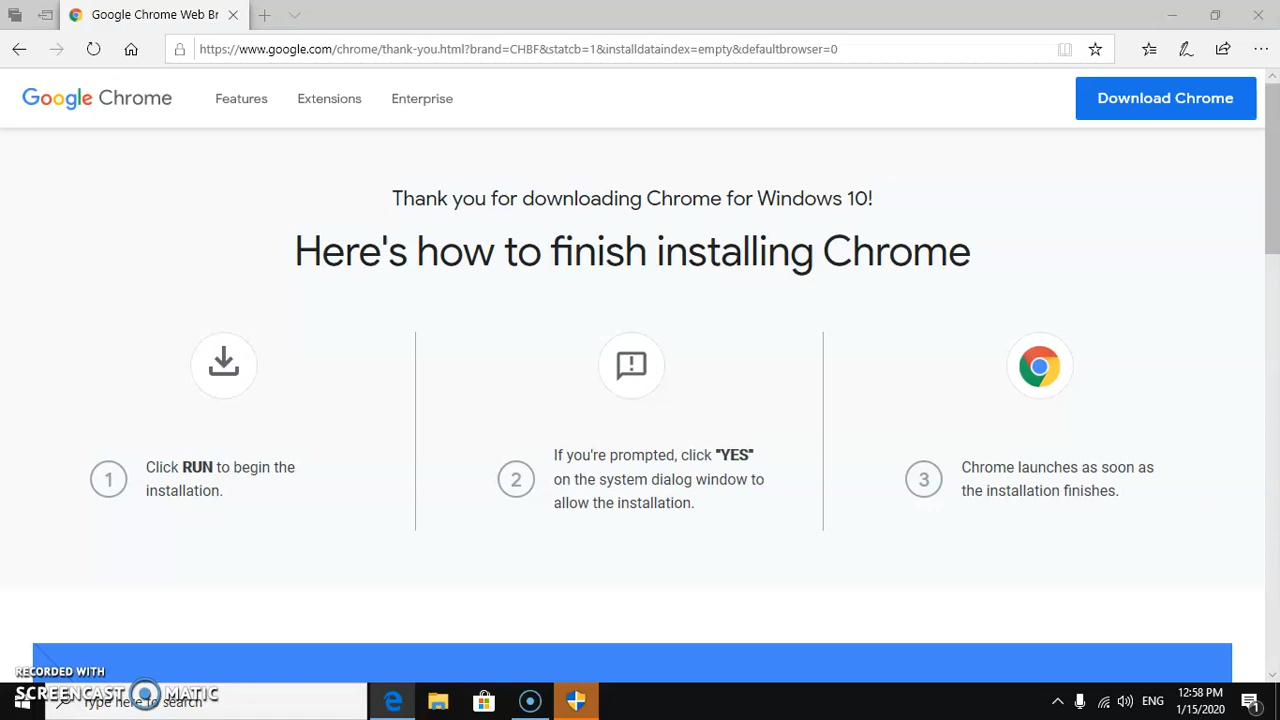 Google Chrome Web Br
https://www.google.com/chrome/thank-you.html?brand=CHBF&statcb=1&installdataindex=empty&defaultbrowser=0
Google Chrome
Features
Extensions
Enterprise
Download Chrome
Thank you for downloading Chrome for Windows 10!
Here's how to finish installing Chrome
1
Click RUN to begin the
installation.
2
If you're prompted, click "YES"
on the system dialog window to
allow the installation.
3
Chrome launches as soon as
the installation finishes.
RECORDED WITH
SCREENCAST MATIC
Type here to search
ENG
12:58 PM
1/15/2020
1